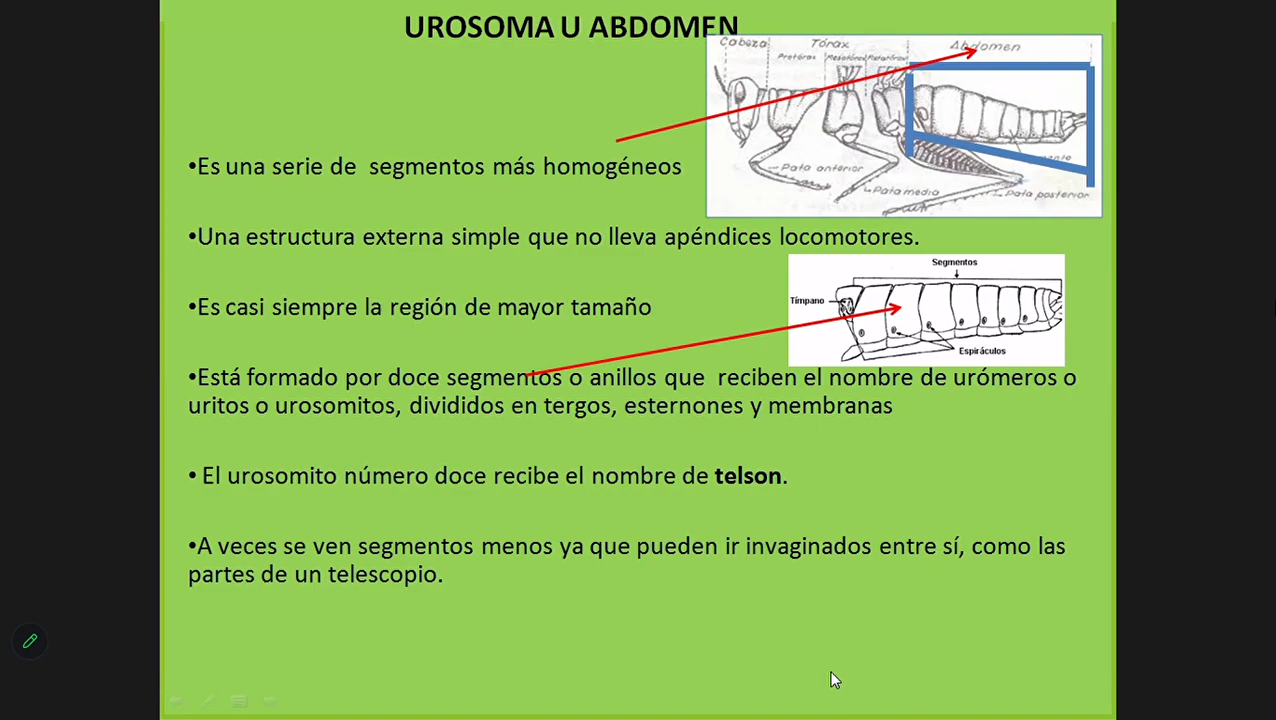 UROSOMA U ABDOMEN
Cabeza Tórax Abdomen
Protórax Mesotórax Metatórax
•Es una serie de segmentos más homogéneos
Pata anterior
Pata media
Pata posterior
•Una estructura externa simple que no lleva apéndices locomotores.
Segmentos
Tímpano
Espiráculos
•Es casi siempre la región de mayor tamaño
•Está formado por doce segmentos o anillos que reciben el nombre de urómeros o
uritos o urosomitos, divididos en tergos, esternones y membranas
• El urosomito número doce recibe el nombre de telson.
•A veces se ven segmentos menos ya que pueden ir invaginados entre sí, como las
partes de un telescopio.